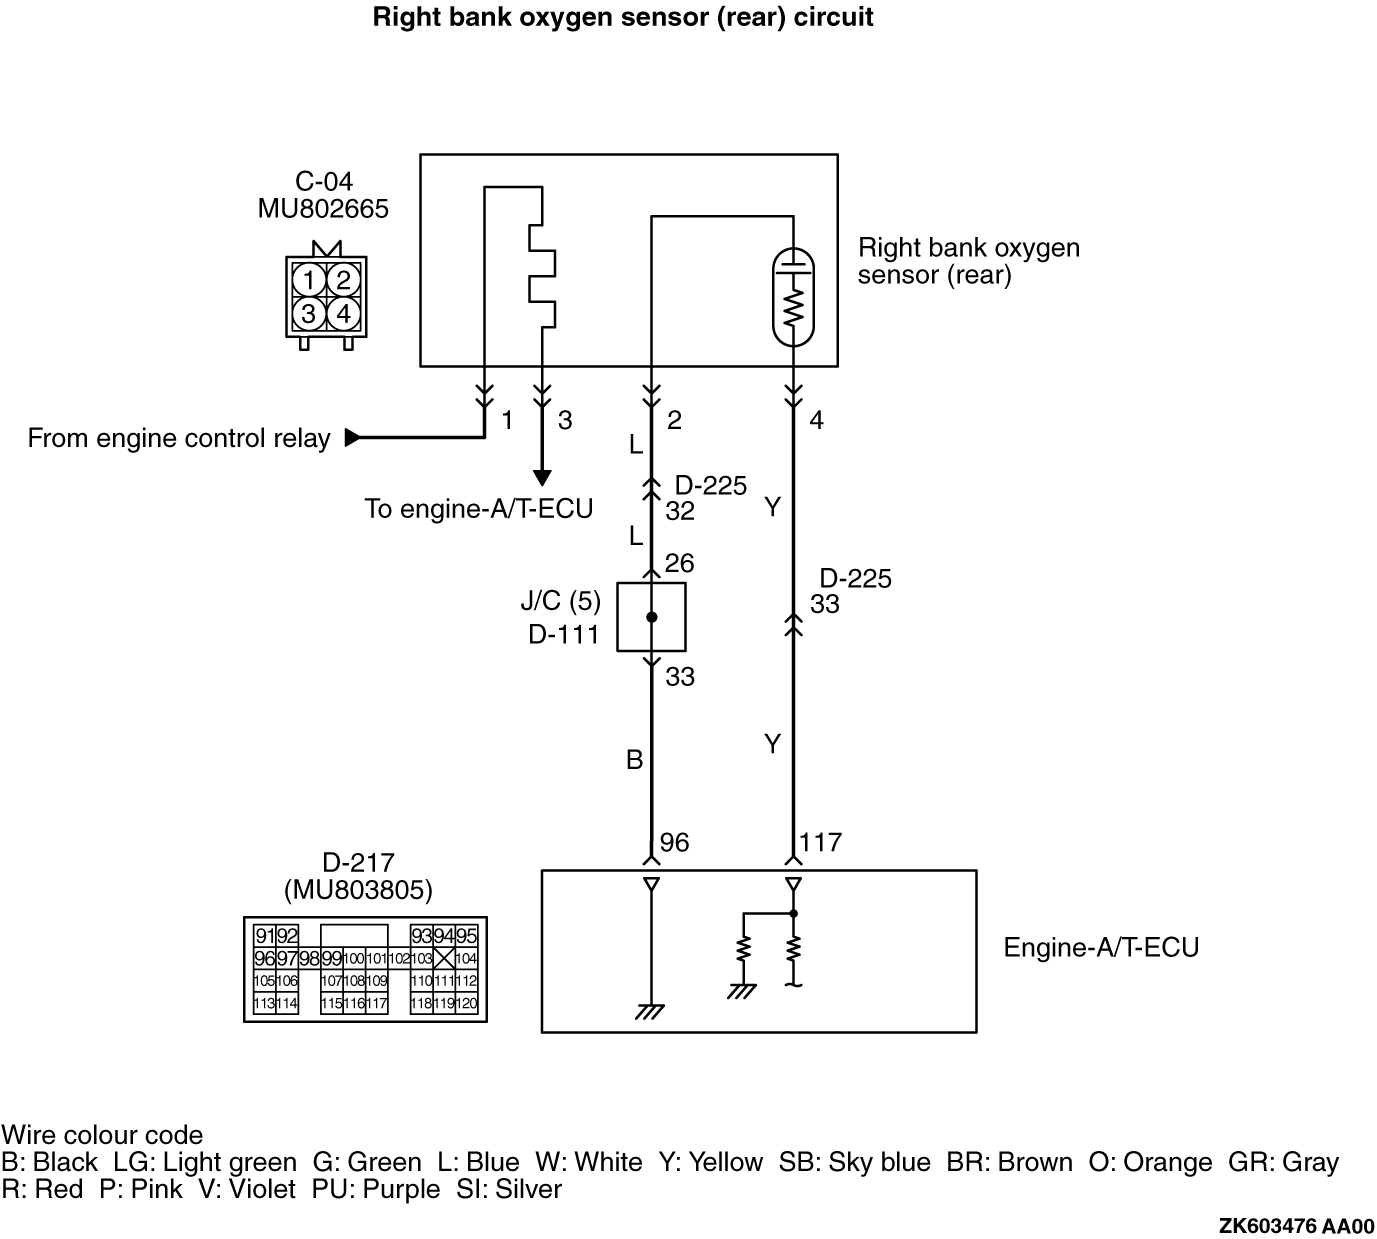 Right bank oxygen sensor (rear) circuit
C-04
MU802665
1 2
3 4
Right bank oxygen
sensor (rear)
1 3 2 4
From engine control relay
L
D-225
32
To engine-A/T-ECU
Y
L
26
D-225
33
J/C (5)
D-111
33
Y
B
96 117
D-217
(MU803805)
91 92 93 94 95
96 97 98 99 100 101 102 103 104
105 106 107 108 109 110 111 112
113 114 115 116 117 118 119 120
Engine-A/T-ECU
Wire colour code
B: Black LG: Light green G: Green L: Blue W: White Y: Yellow SB: Sky blue BR: Brown O: Orange GR: Gray
R: Red P: Pink V: Violet PU: Purple SI: Silver
ZK603476 AA00